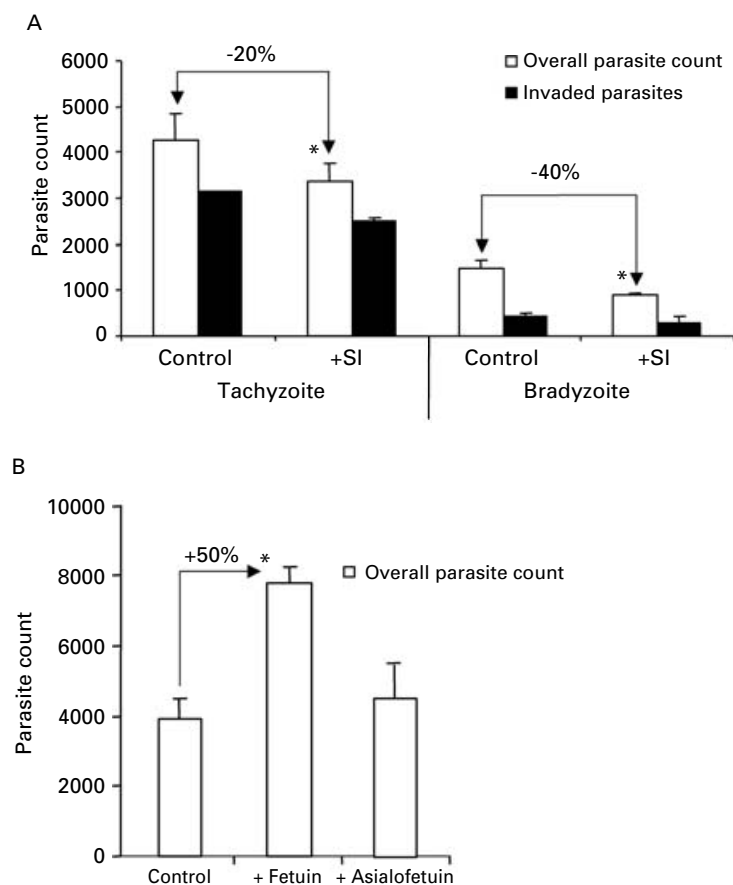 A
-20%
Overall parasite count
Invaded parasites
-40%
*
*
Parasite count
6000
5000
4000
3000
2000
1000
0
Control
+SI
Control
+SI
Tachyzoite
Bradyzoite
B
+50%
*
Overall parasite count
Parasite count
10000
8000
6000
4000
2000
0
Control
+ Fetuin
+ Asialofetuin